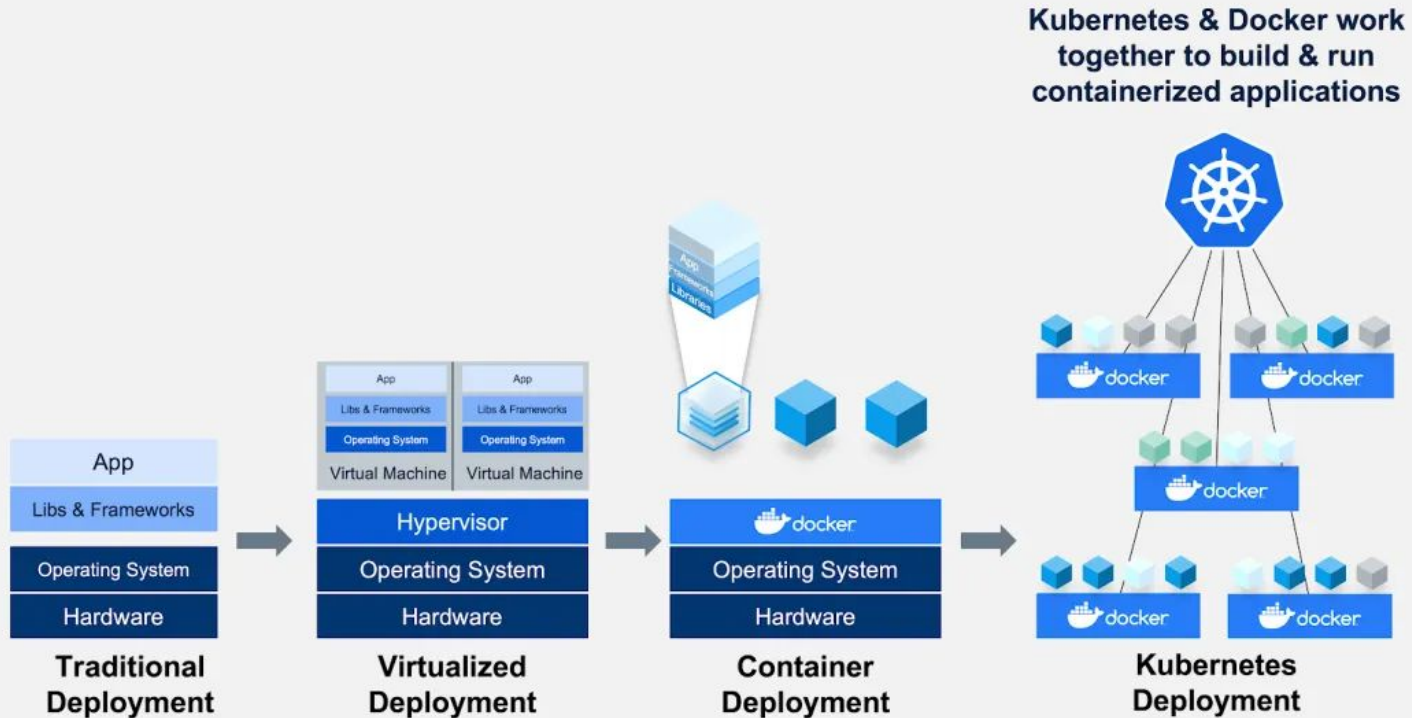 Kubernetes & Docker work
together to build & run
containerized applications
App
Libs & Frameworks
Operating System
Hardware
Traditional
Deployment
App
Libs & Frameworks
Operating System
Virtual Machine
App
Libs & Frameworks
Operating System
Virtual Machine
Hypervisor
Operating System
Hardware
Virtualized
Deployment
App
Frameworks
Libraries
docker
Operating System
Hardware
Container
Deployment
docker
docker
docker
docker
docker
Kubernetes
Deployment